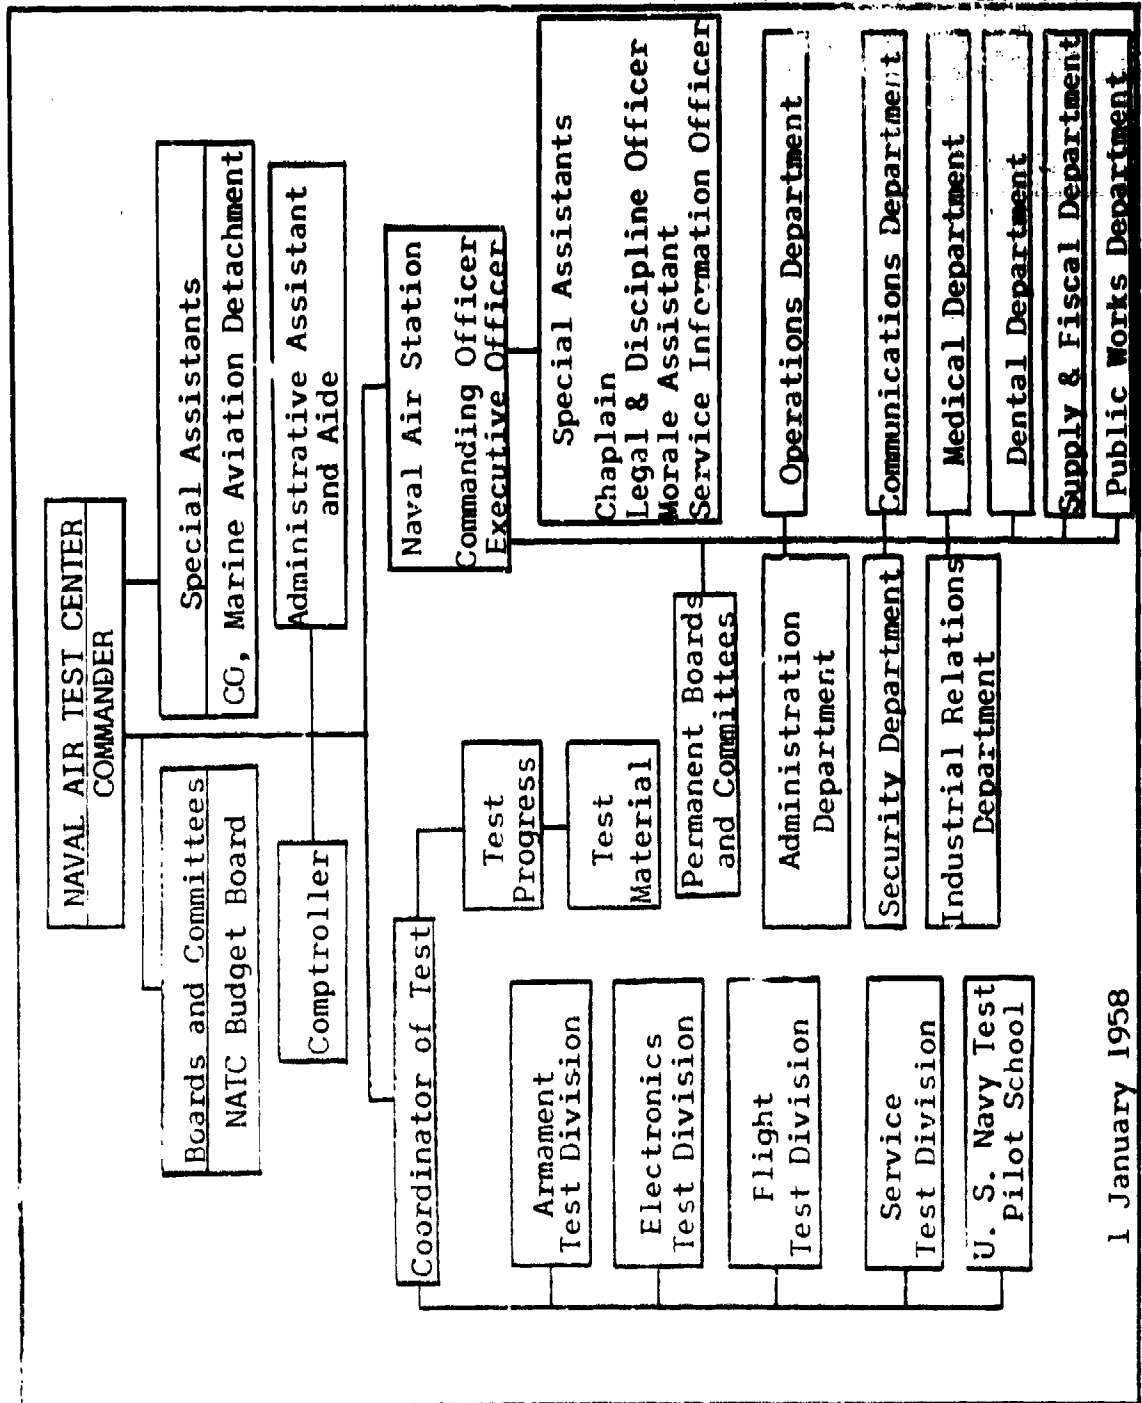 NAVAL AIR TEST CENTER
COMMANDER
Boards and Committees
NATC Budget Board
Special Assistants
CO, Marine Aviation Detachment
Comptroller
Administrative Assistant
and Aide
Coordinator of Test
Naval Air Station
Commanding Officer
Executive Officer
Test
Progress
Test
Material
Armament
Test Division
Electronics
Test Division
Flight
Test Division
Service
Test Division
U. S. Navy Test
Pilot School
Special Assistants
Chaplain
Legal & Discipline Officer
Morale Assistant
Service Information Officer
Permanent Boards
and Committees
Administration
Department
Operations Department
Security Department
Communications Department
Industrial Relations
Department
Medical Department
Dental Department
Supply & Fiscal Department
Public Works Department
1 January 1958